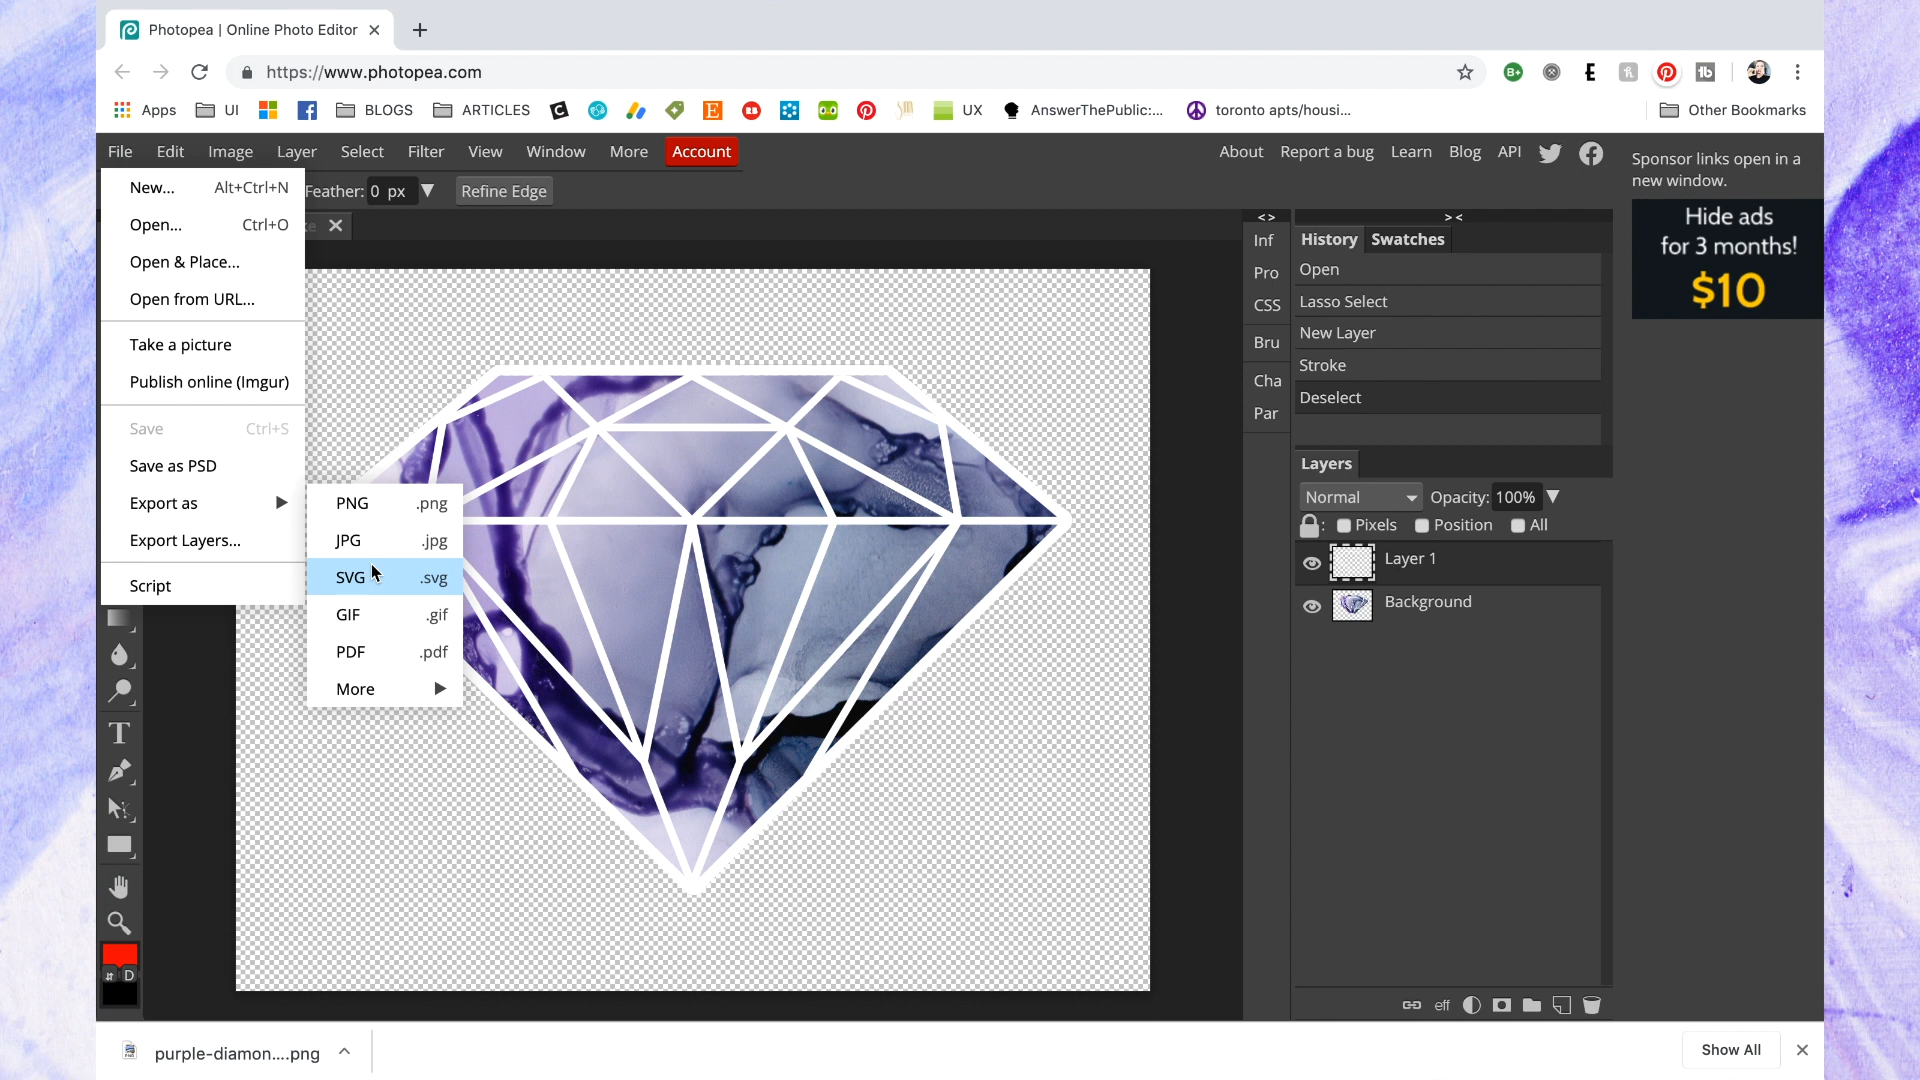 Photopea | Online Photo Editor
https://www.photopea.com
Apps UI BLOGS ARTICLES UX AnswerThePublic:... toronto apts/housi... Other Bookmarks
File Edit Image Layer Select Filter View Window More Account About Report a bug Learn Blog API
Sponsor links open in a
new window.
Feather: 0 px Refine Edge
New... Alt+Ctrl+N
Open... Ctrl+O
Open & Place...
Open from URL...
Take a picture
Publish online (Imgur)
Save Ctrl+S
Save as PSD
Export as
Export Layers...
Script
PNG .png
JPG .jpg
SVG .svg
GIF .gif
PDF .pdf
More
< >
Inf
Pro
CSS
Bru
Cha
Par
> <
History Swatches
Open
Lasso Select
New Layer
Stroke
Deselect
Layers
Normal Opacity: 100%
: Pixels Position All
Layer 1
Background
eff
Hide ads
for 3 months!
$10
T
D
purple-diamon....png
Show All